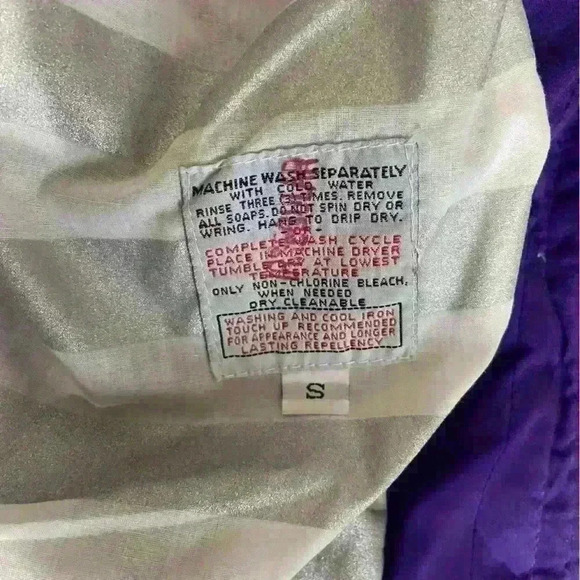 MACHINE WASH SEPARATELY
WITH COLD WATER
RINSE THREE (3) TIMES. REMOVE
ALL SOAPS. DO NOT SPIN DRY OR
WRING. HANG TO DRIP DRY.
-OR-
COMPLETE WASH CYCLE
PLACE IN MACHINE DRYER
TUMBLE DRY AT LOWEST
TEMPERATURE
ONLY NON-CHLORINE BLEACH,
WHEN NEEDED
DRY CLEANABLE
WASHING AND COOL IRON
TOUCH UP RECOMMENDED
FOR APPEARANCE AND LONGER
LASTING REPELLENCY
S